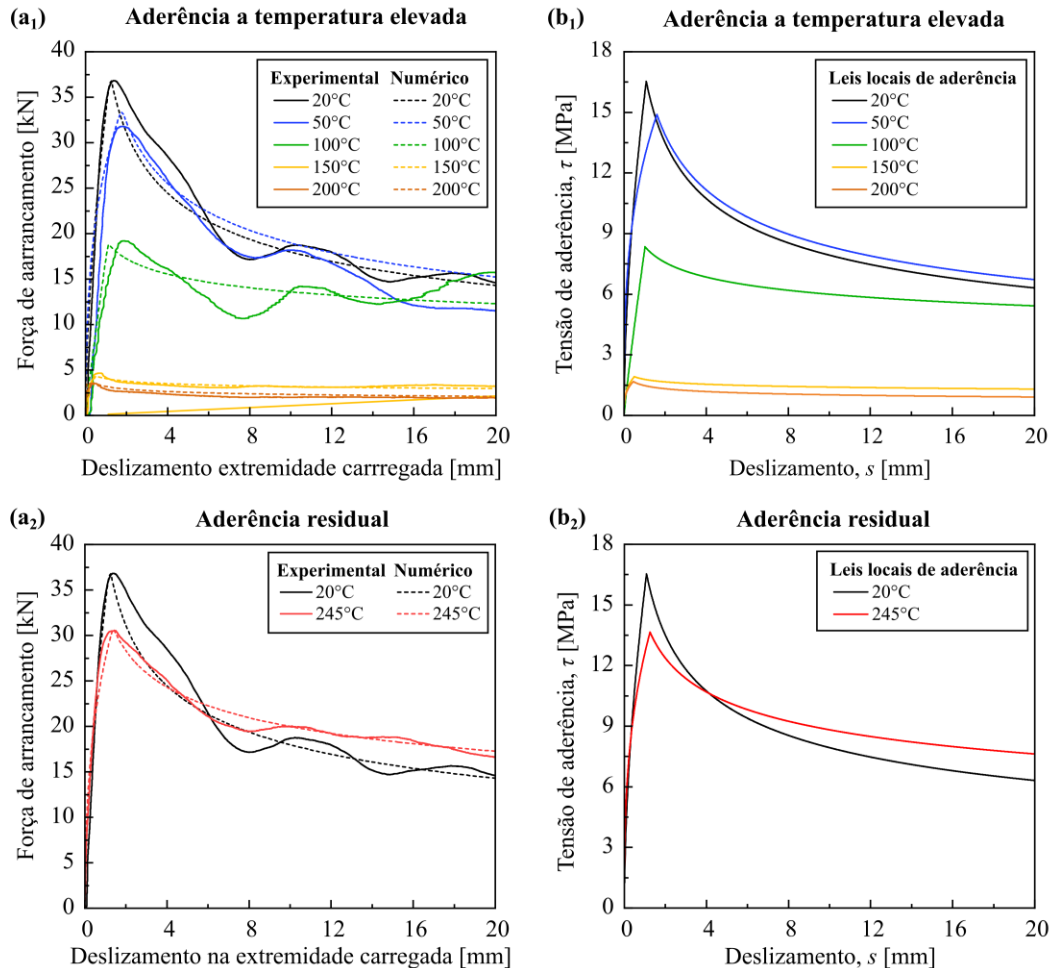 (a₁) Aderência a temperatura elevada
Força de aarrancamento [kN]
40
35
30
25
20
15
10
5
0
Experimental Numérico
20°C 20°C
50°C 50°C
100°C 100°C
150°C 150°C
200°C 200°C
0 4 8 12 16 20
Deslizamento extremidade carrregada [mm]
(b₁) Aderência a temperatura elevada
Tensão de aderência, τ [MPa]
18
15
12
9
6
3
0
Leis locais de aderência
20°C
50°C
100°C
150°C
200°C
0 4 8 12 16 20
Deslizamento, s [mm]
(a₂) Aderência residual
Força de arrancamento [kN]
40
35
30
25
20
15
10
5
0
Experimental Numérico
20°C 20°C
245°C 245°C
0 4 8 12 16 20
Deslizamento na extremidade carregada [mm]
(b₂) Aderência residual
Tensão de aderência, τ [MPa]
18
15
12
9
6
3
0
Leis locais de aderência
20°C
245°C
0 4 8 12 16 20
Deslizamento, s [mm]